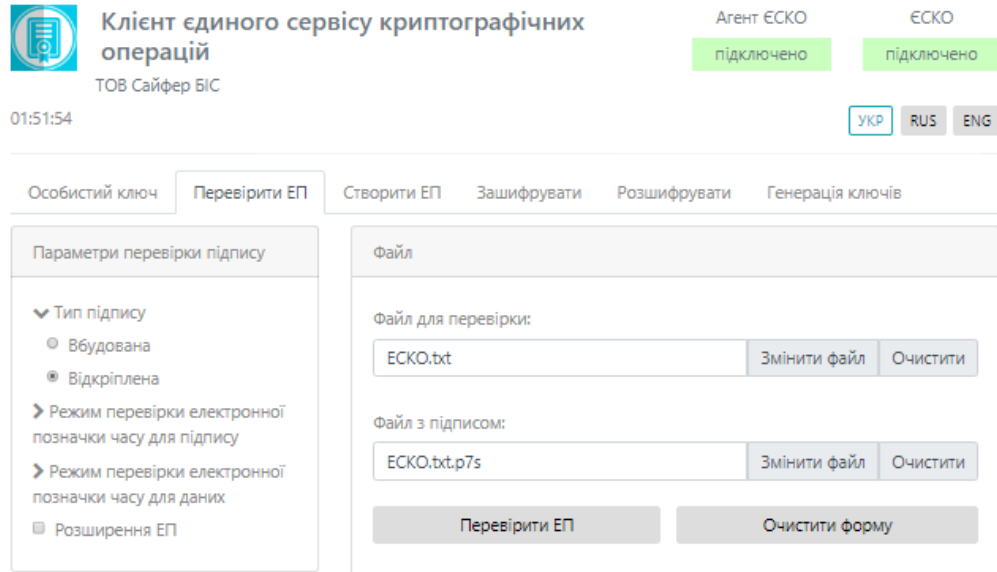 Клієнт єдиного сервісу криптографічних
операцій
ТОВ Сайфер БІС
Агент ЄСКО
ЄСКО
підключено
підключено
01:51:54
УКР RUS ENG
Особистий ключ Перевірити ЕП Створити ЕП Зашифрувати Розшифрувати Генерація ключів
Параметри перевірки підпису
Тип підпису
Вбудована
Відкріплена
Режим перевірки електронної
позначки часу для підпису
Режим перевірки електронної
позначки часу для даних
Розширення ЕП
Файл
Файл для перевірки:
ЕСКО.txt Змінити файл Очистити
Файл з підписом:
ЕСКО.txt.p7s Змінити файл Очистити
Перевірити ЕП Очистити форму